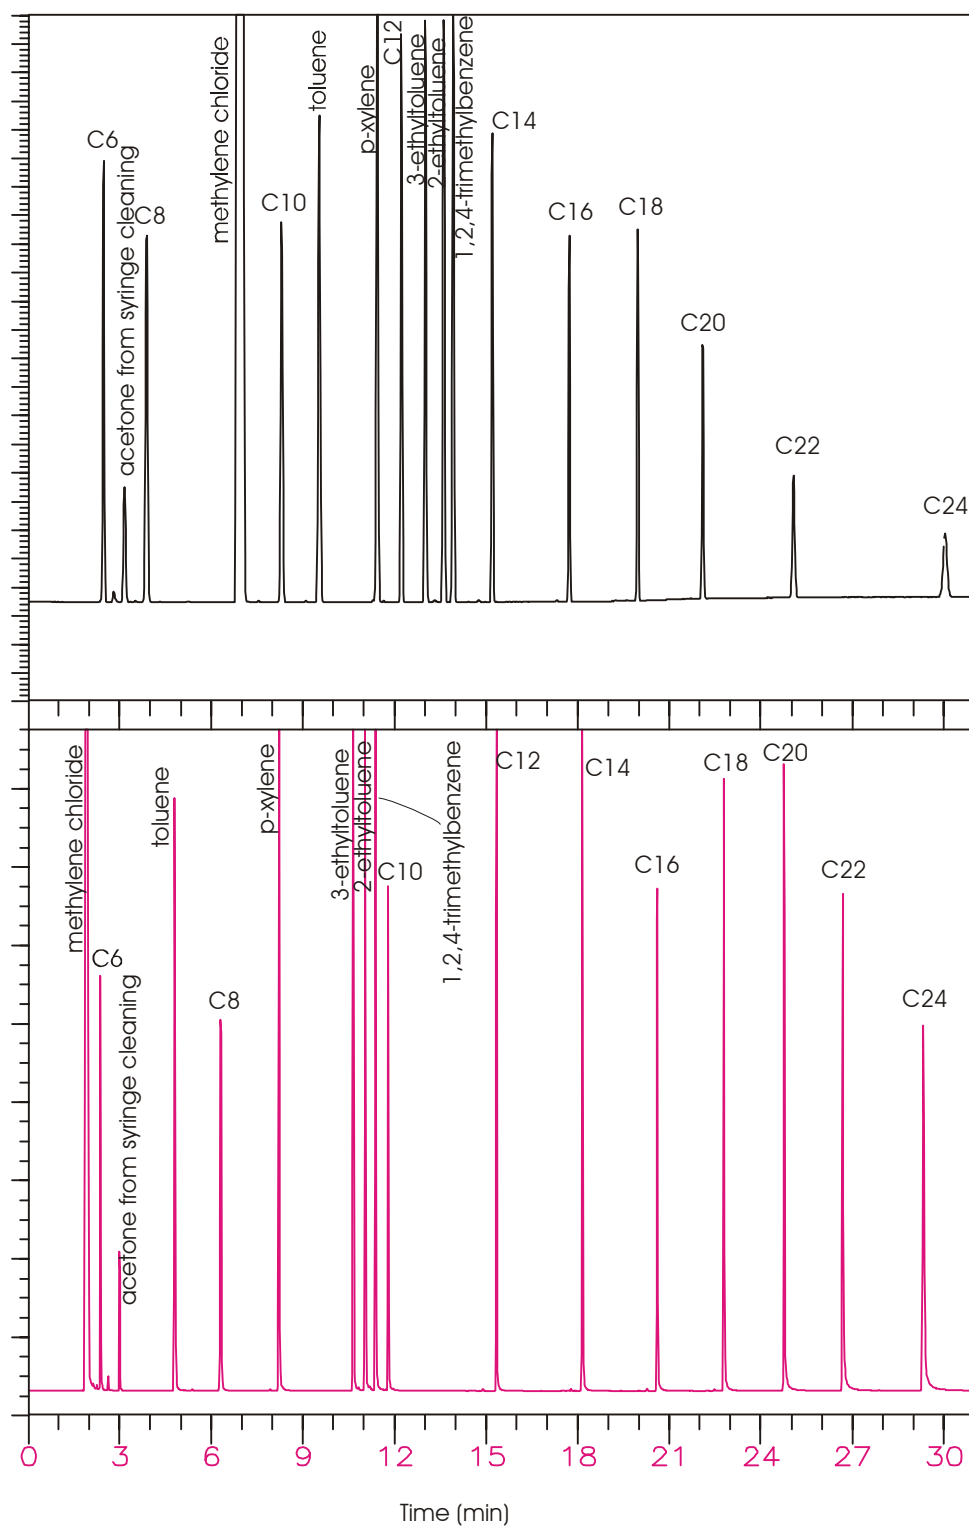 C6
acetone from syringe cleaning
C8
methylene chloride
C10
toluene
p-xylene
C12
3-ethyltoluene
2-ethyltoluene
1,2,4-trimethylbenzene
C14
C16
C18
C20
C22
C24
methylene chloride
C6
acetone from syringe cleaning
toluene
C8
p-xylene
3-ethyltoluene
2-ethyltoluene
C10
1,2,4-trimethylbenzene
C12
C14
C16
C18
C20
C22
C24
0 3 6 9 12 15 18 21 24 27 30
Time (min)